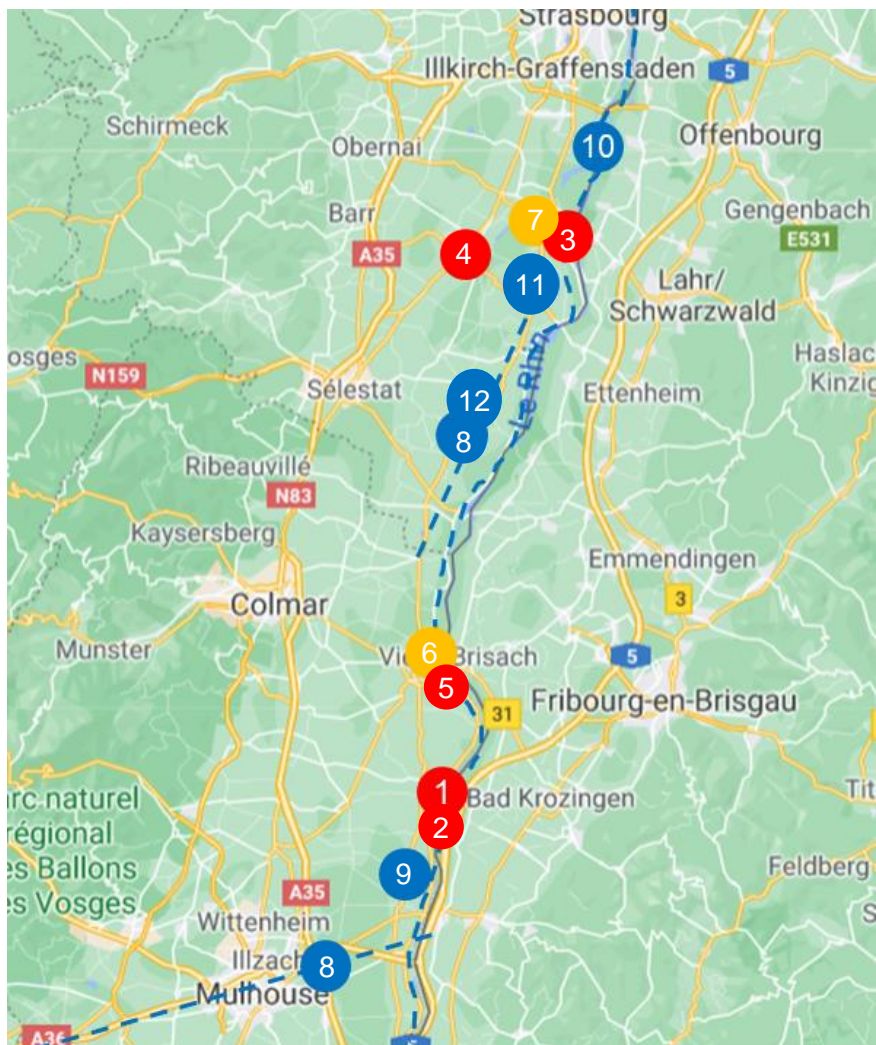 Strasbourg
Illkirch-Graffenstaden
5
Schirmeck
Obernai
10
Offenbourg
Barr
7
3
Gengenbach
E531
A35
4
11
Lahr/
Schwarzwald
osges
N159
Sélestat
12
Le Rhin
Ettenheim
Haslac
Kinzig
8
Ribeauvillé
N83
Kaysersberg
Emmendingen
Colmar
3
Munster
6
Brisach
5
5
31
Fribourg-en-Brisgau
1
Bad Krozingen
Tit
arc naturel
régional
es Ballons
es Vosges
2
9
Feldberg
A35
Wittenheim
S
Illzach
8
Mulhouse
A36